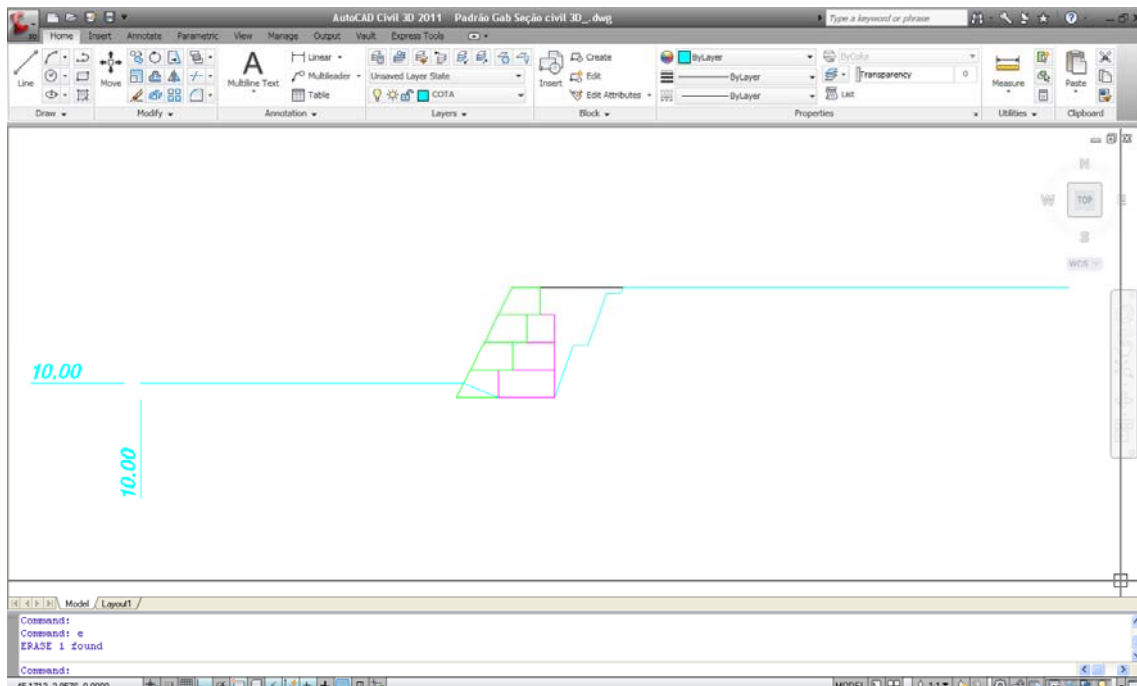 AutoCAD Civil 3D 2011 Padrão Gab Seção civil 3D_.dwg
Type a keyword or phrase
Home Insert Annotate Parametric View Manage Output Vault Express Tools
Line
Move
Multiline Text
Linear
Multileader
Table
Unsaved Layer State
COTA
Insert
Create
Edit
Edit Attributes
ByLayer
ByLayer
ByLayer
ByColor
Transparency 0
List
Measure
Paste
Draw Modify Annotation Layers Block Properties Utilities Clipboard
N
W TOP E
S
WCS
10.00
10.00
Model Layout1
Command:
Command: e
ERASE 1 found
Command: